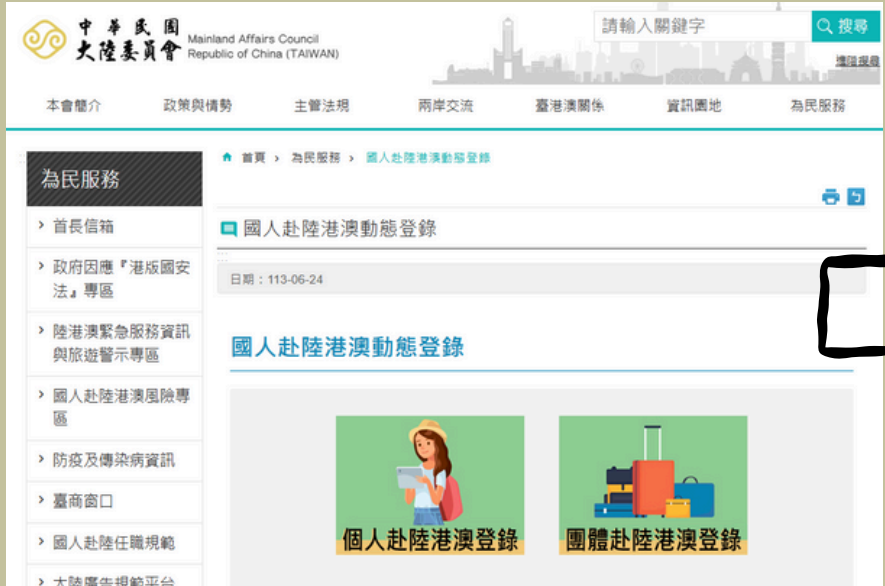 中華民國
大陸委員會
Mainland Affairs Council
Republic of China (TAIWAN)
請輸入關鍵字
搜尋
進階搜尋
本會簡介
政策與情勢
主管法規
兩岸交流
臺港澳關係
資訊園地
為民服務
為民服務
首頁 › 為民服務 › 國人赴陸港澳動態登錄
› 首長信箱
國人赴陸港澳動態登錄
› 政府因應『港版國安
法』專區
日期：113-06-24
› 陸港澳緊急服務資訊
與旅遊警示專區
國人赴陸港澳動態登錄
› 國人赴陸港澳風險專
區
› 防疫及傳染病資訊
› 臺商窗口
› 國人赴陸任職規範
› 大陸廣告規範平台
個人赴陸港澳登錄
團體赴陸港澳登錄